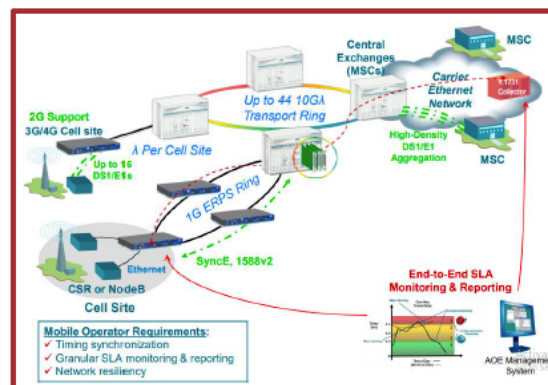 MSC
Central Exchanges (MSCs)
Carrier Ethernet Network
Y.1731 Collector
2G Support
3G/4G Cell site
Up to 44 10Gλ
Transport Ring
λ Per Cell Site
Up to 16
DS1/E1s
High-Density
DS1/E1
Aggregation
MSC
1G ERPS Ring
Ethernet
SyncE, 1588v2
CSR or NodeB
Cell Site
End-to-End SLA
Monitoring & Reporting
AOE Management
System
Mobile Operator Requirements:
✓ Timing synchronization
✓ Granular SLA monitoring & reporting
✓ Network resiliency